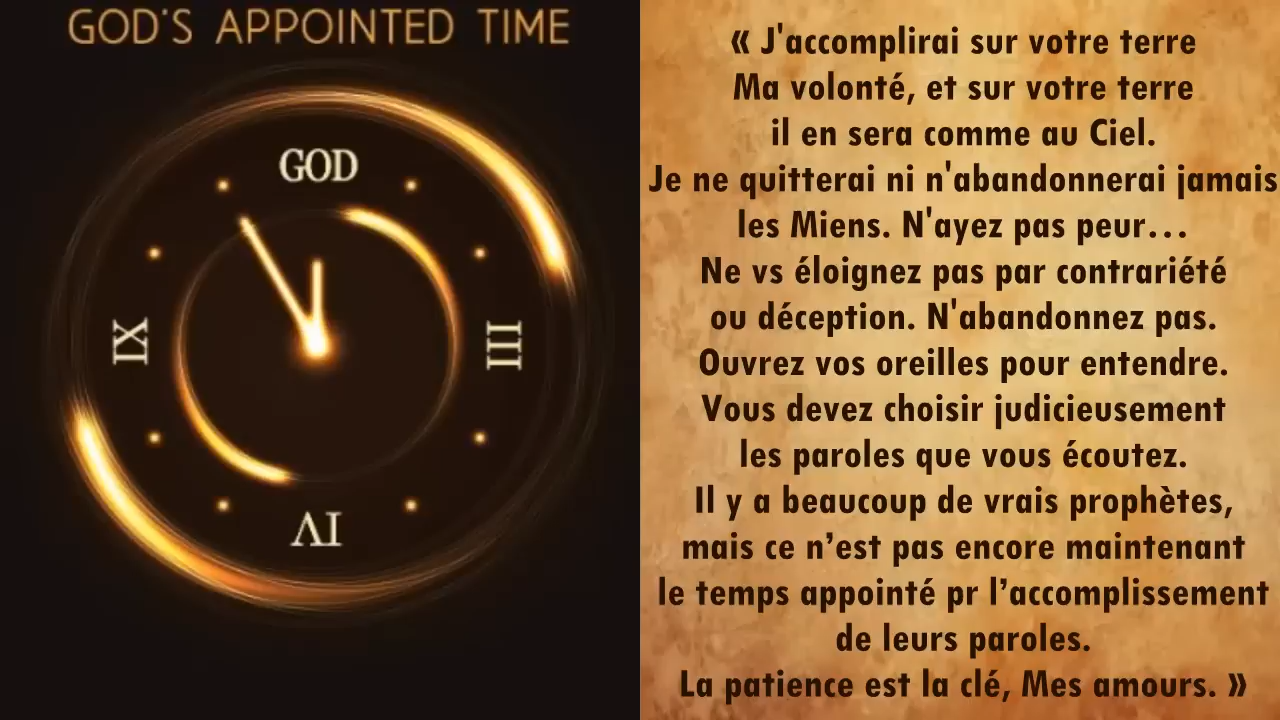 GOD'S APPOINTED TIME
GOD
IX
III
VI
« J'accomplirai sur votre terre
Ma volonté, et sur votre terre
il en sera comme au Ciel.
Je ne quitterai ni n'abandonnerai jamais
les Miens. N'ayez pas peur…
Ne vs éloignez pas par contrariété
ou déception. N'abandonnez pas.
Ouvrez vos oreilles pour entendre.
Vous devez choisir judicieusement
les paroles que vous écoutez.
Il y a beaucoup de vrais prophètes,
mais ce n’est pas encore maintenant
le temps appointé pr l’accomplissement
de leurs paroles.
La patience est la clé, Mes amours. »